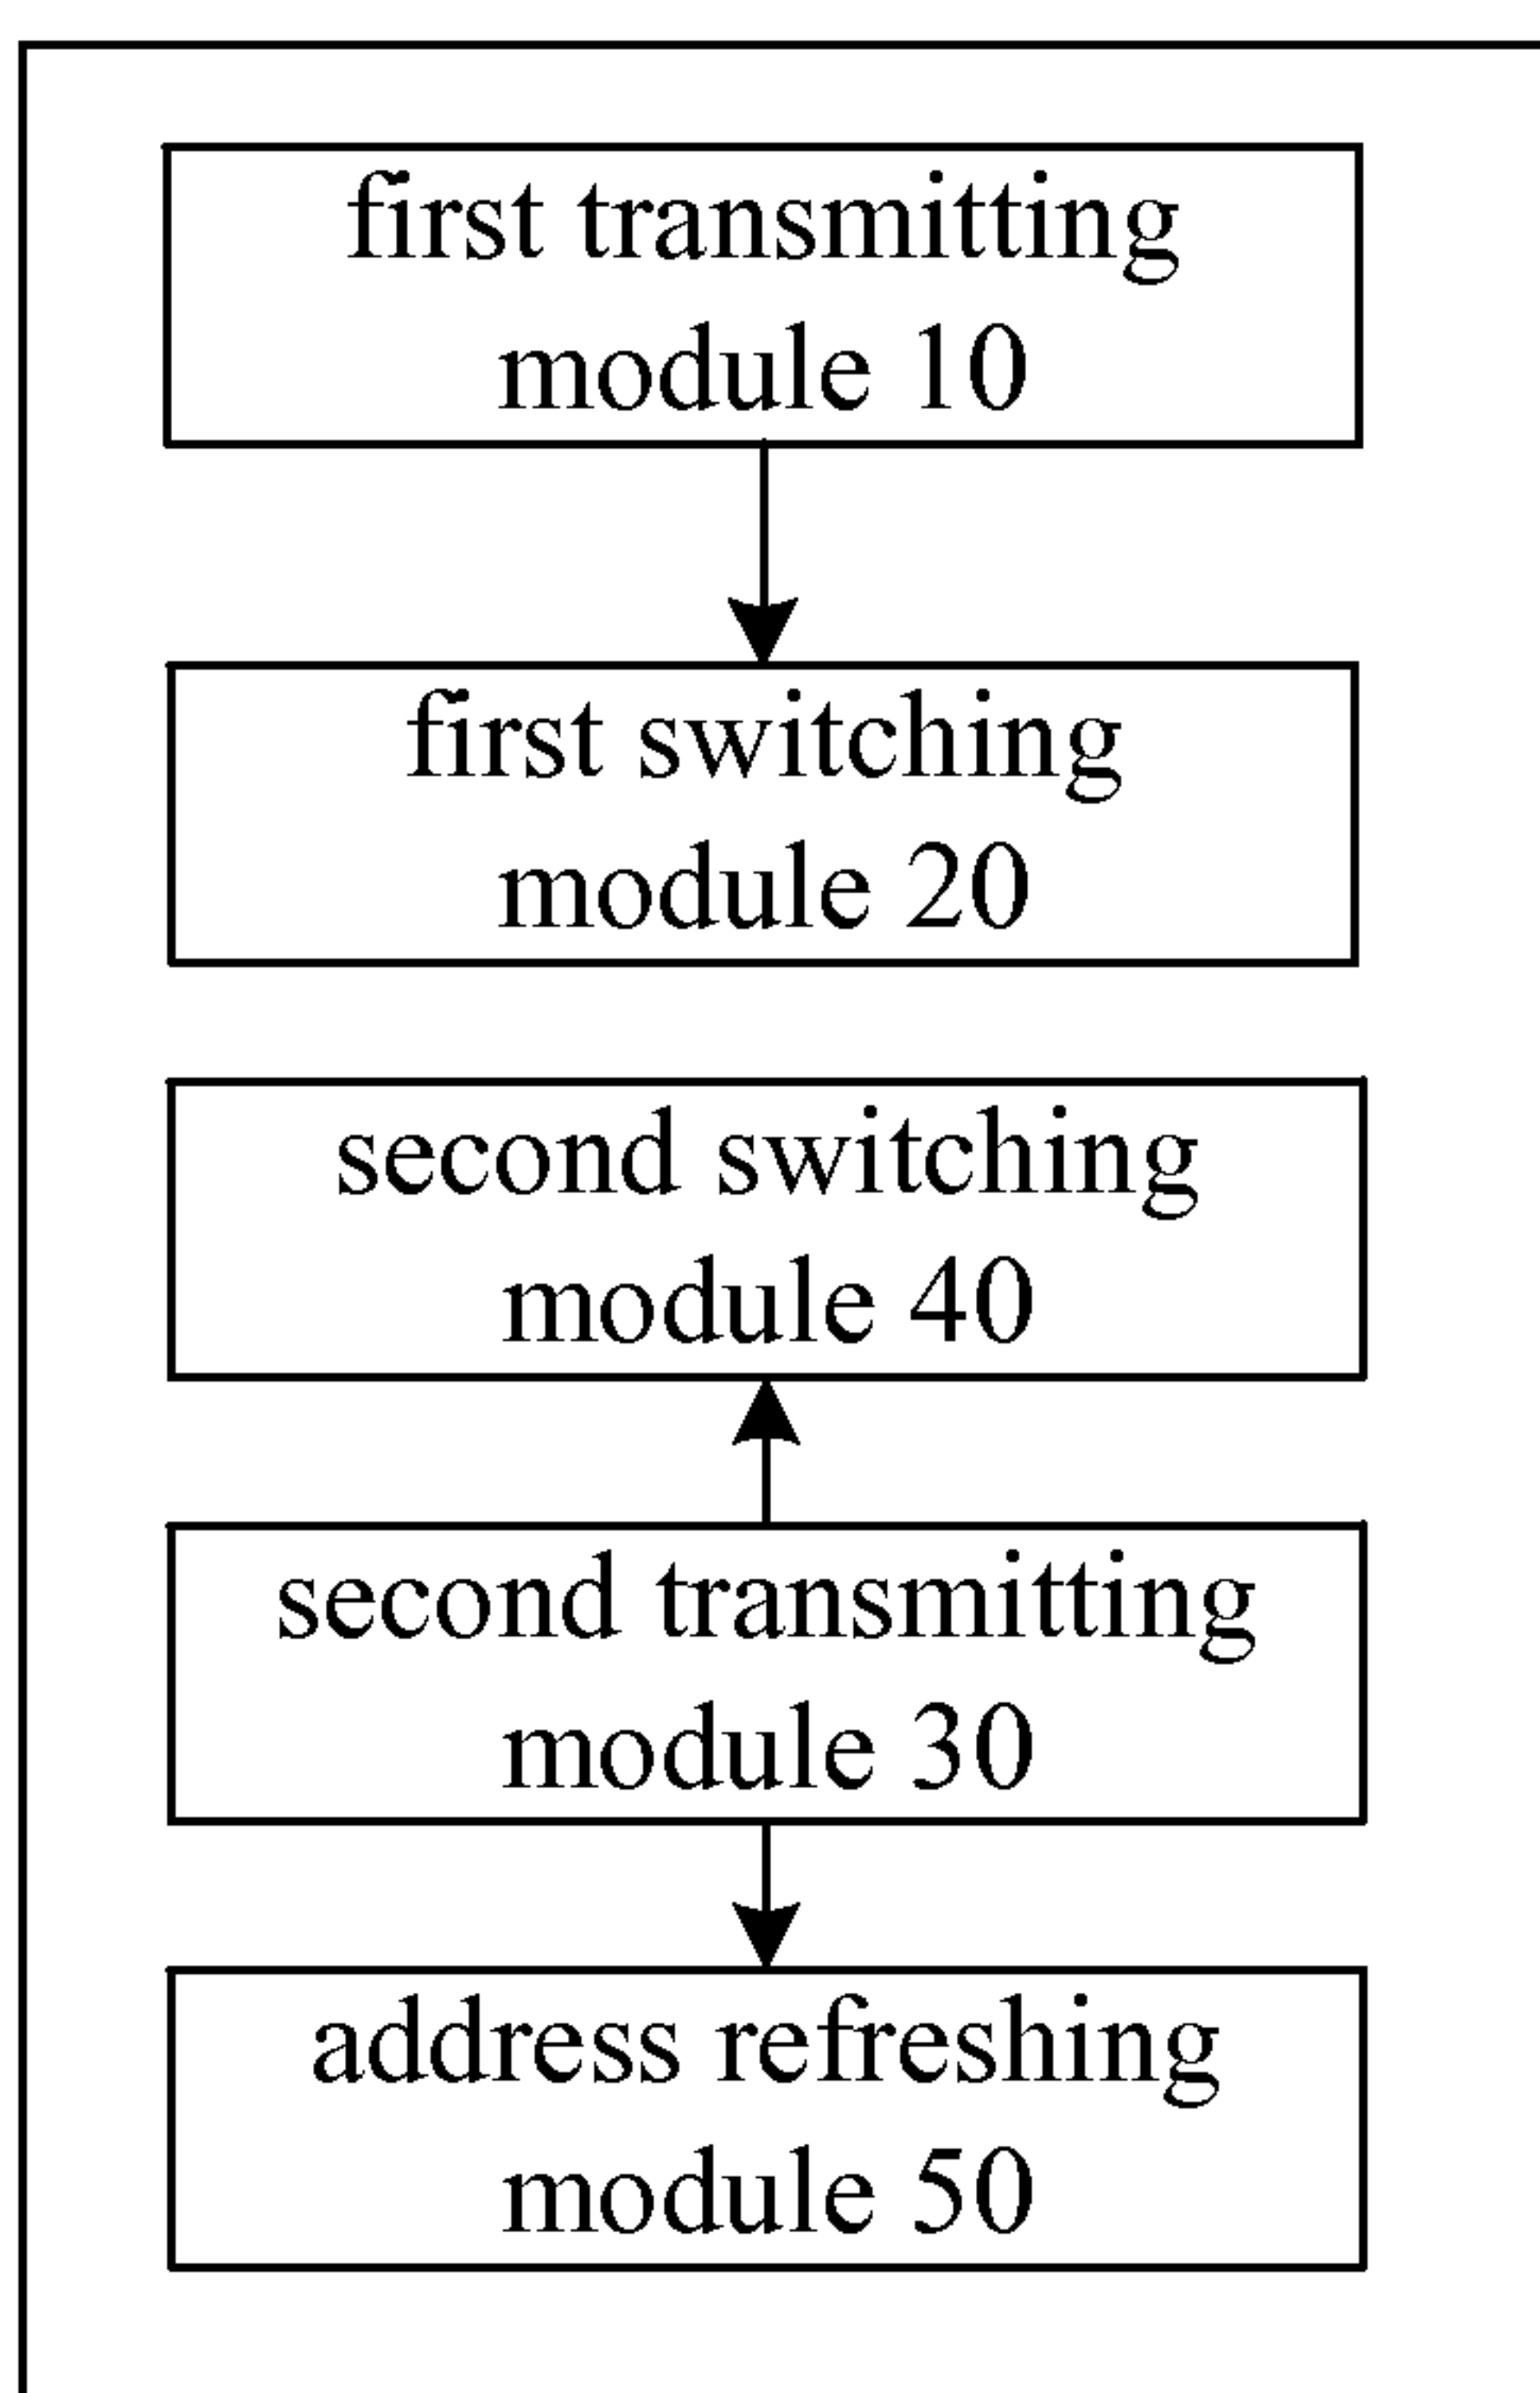 first transmitting
module 10
first switching
module 20
second switching
module 40
second transmitting
module 30
address refreshing
module 50